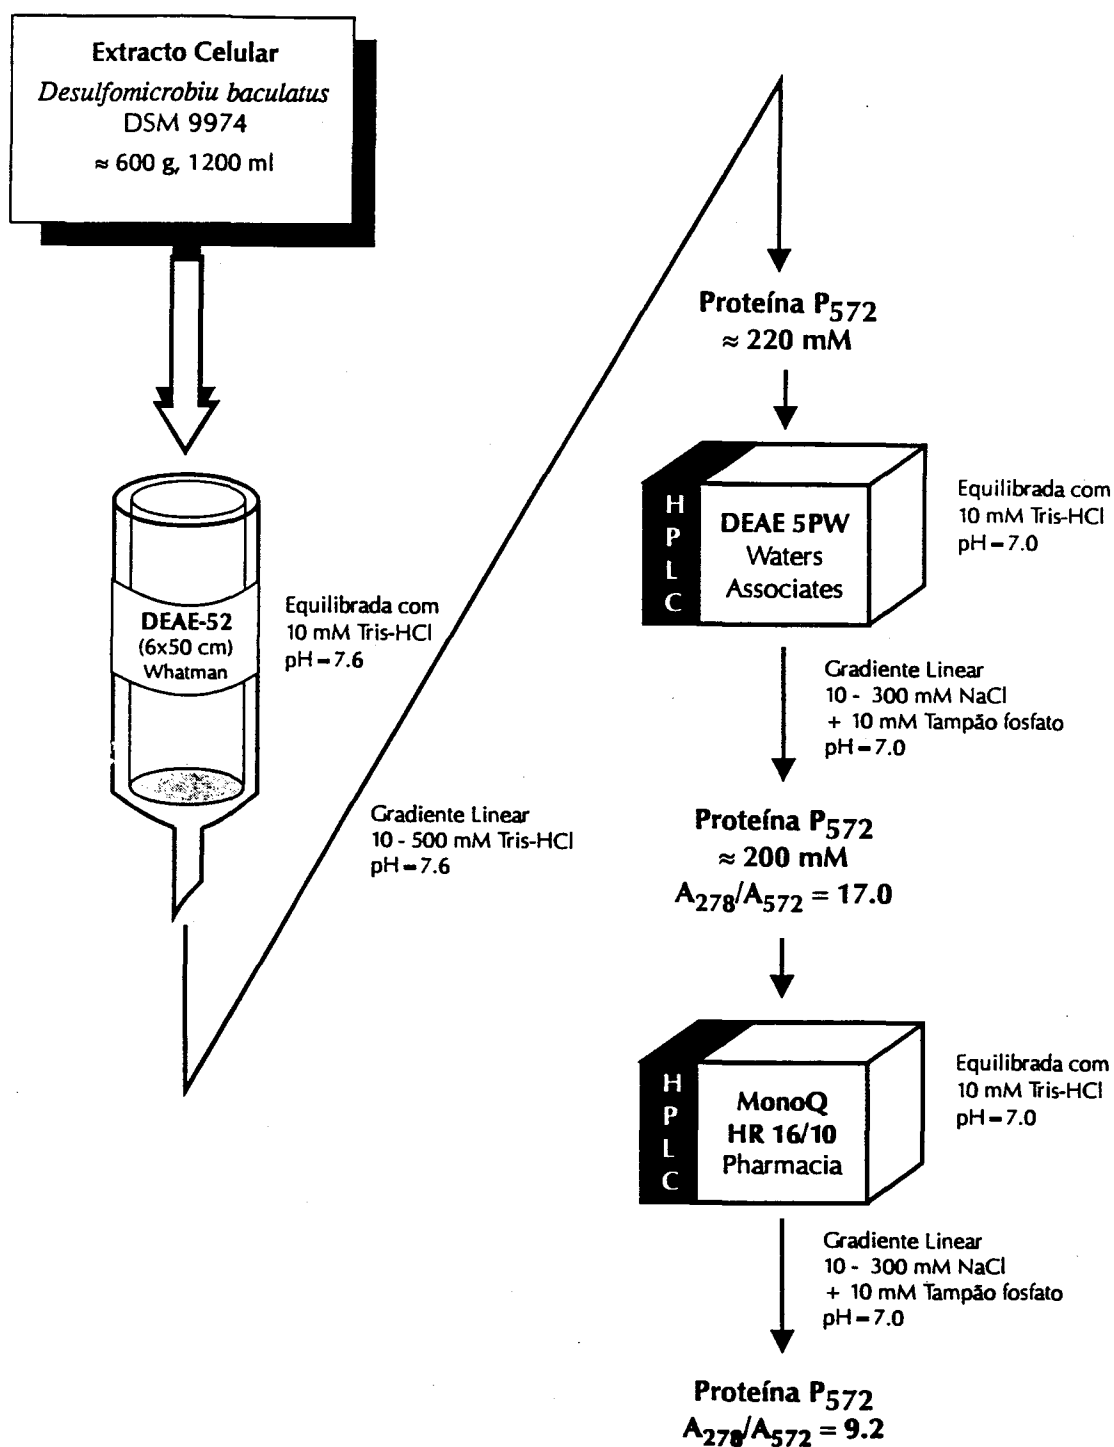 Extracto Celular
Desulfomicrobiu baculatus
DSM 9974
≈ 600 g, 1200 ml
DEAE-52
(6x50 cm)
Whatman
Equilibrada com
10 mM Tris-HCl
pH = 7.6
Gradiente Linear
10 - 500 mM Tris-HCl
pH = 7.6
Proteína P572
≈ 220 mM
HPLC
DEAE 5PW
Waters
Associates
Equilibrada com
10 mM Tris-HCl
pH = 7.0
Gradiente Linear
10 - 300 mM NaCl
+ 10 mM Tampão fosfato
pH = 7.0
Proteína P572
≈ 200 mM
A278/A572 = 17.0
HPLC
MonoQ
HR 16/10
Pharmacia
Equilibrada com
10 mM Tris-HCl
pH = 7.0
Gradiente Linear
10 - 300 mM NaCl
+ 10 mM Tampão fosfato
pH = 7.0
Proteína P572
A278/A572 = 9.2